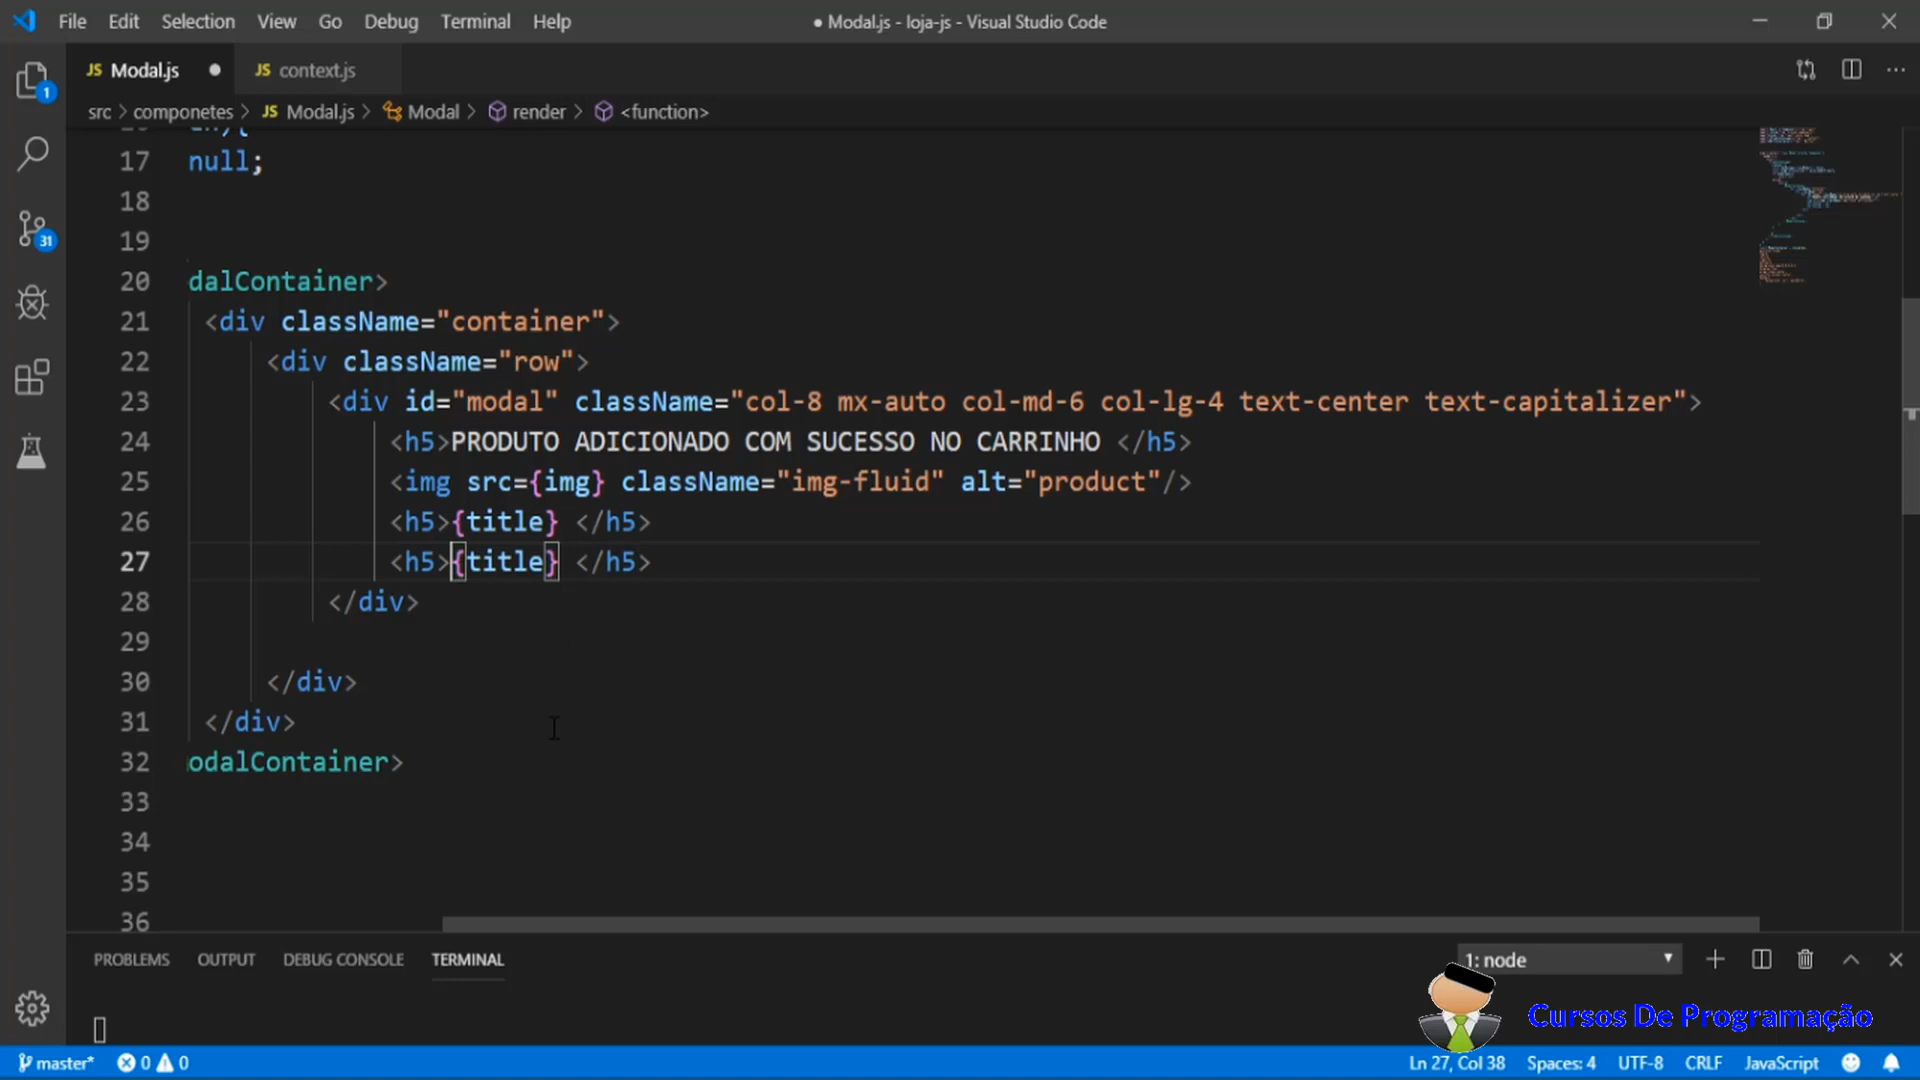 File Edit Selection View Go Debug Terminal Help ● Modal.js - loja-js - Visual Studio Code
JS Modal.js ● JS context.js
1
src > componetes > JS Modal.js > Modal > render > <function>
17 null;
18
19
20 dalContainer>
21 <div className="container">
22 <div className="row">
23 <div id="modal" className="col-8 mx-auto col-md-6 col-lg-4 text-center text-capitalizer">
24 <h5>PRODUTO ADICIONADO COM SUCESSO NO CARRINHO </h5>
25 <img src={img} className="img-fluid" alt="product"/>
26 <h5>{title} </h5>
27 <h5>{title} </h5>
28 </div>
29
30 </div>
31 </div>
32 odalContainer>
33
34
35
36
31
PROBLEMS OUTPUT DEBUG CONSOLE TERMINAL 1: node
Cursos De Programação
master* 0 0 Ln 27, Col 38 Spaces: 4 UTF-8 CRLF JavaScript